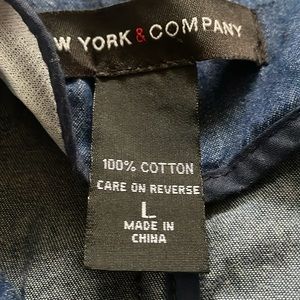 W YORK & COMPANY
100% COTTON
CARE ON REVERSE
L
MADE IN
CHINA